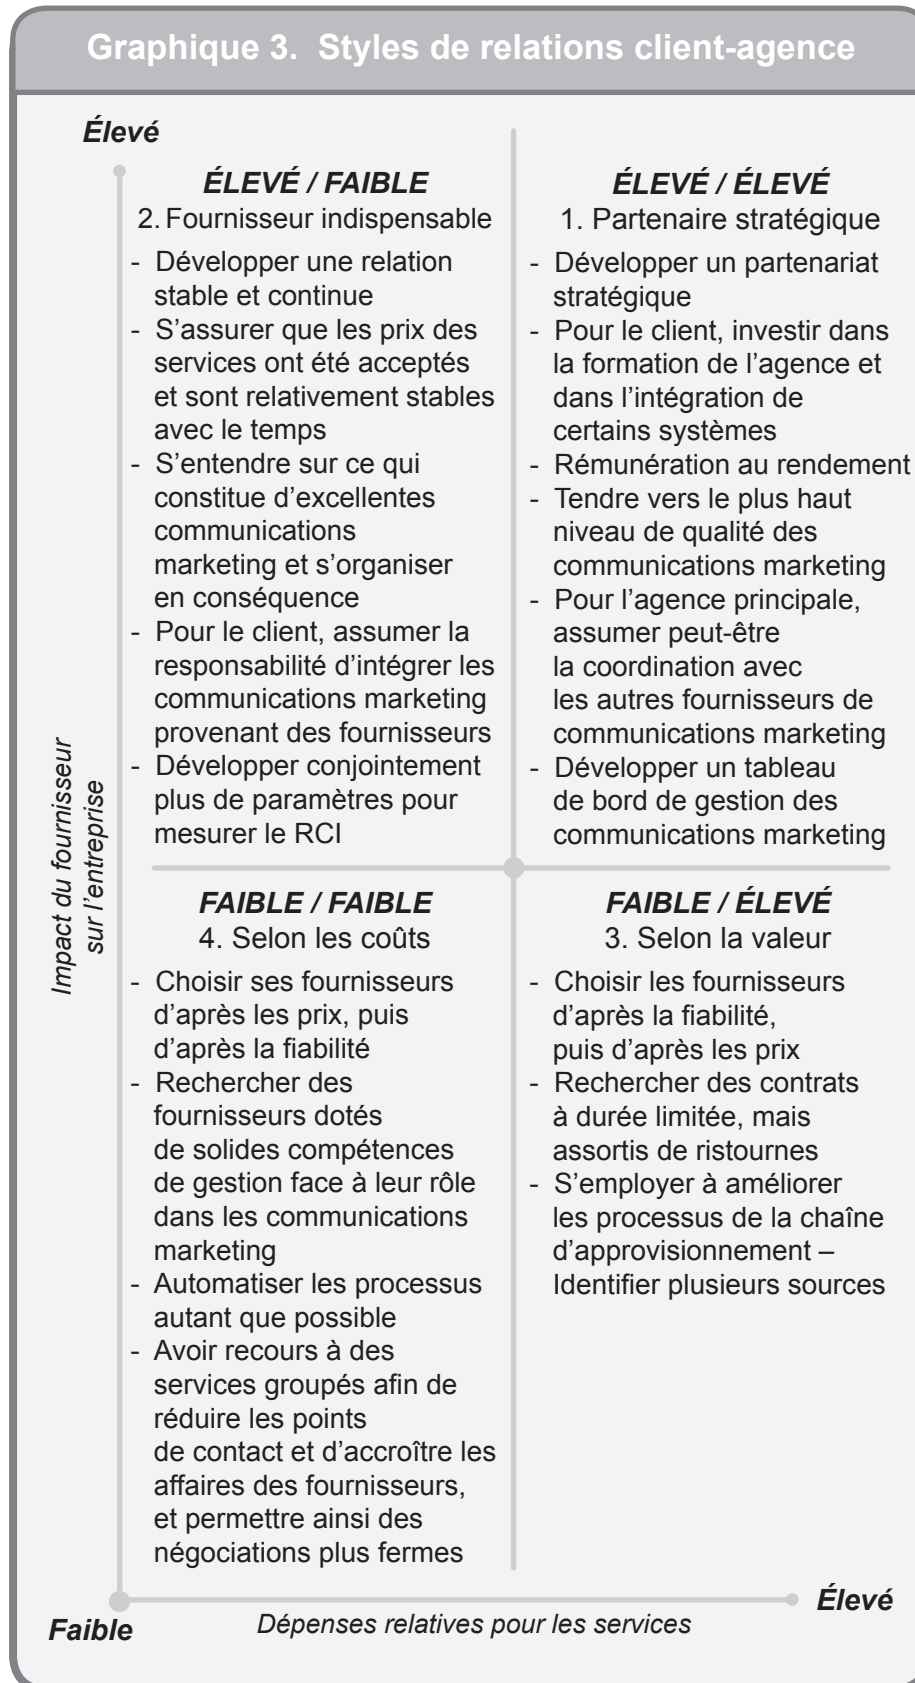 Graphique 3. Styles de relations client-agence
Élevé
ÉLEVÉ / FAIBLE
2. Fournisseur indispensable
- Développer une relation
stable et continue
- S’assurer que les prix des
services ont été acceptés
et sont relativement stables
avec le temps
- S’entendre sur ce qui
constitue d’excellentes
communications
marketing et s’organiser
en conséquence
- Pour le client, assumer la
responsabilité d’intégrer les
communications marketing
provenant des fournisseurs
- Développer conjointement
plus de paramètres pour
mesurer le RCI
ÉLEVÉ / ÉLEVÉ
1. Partenaire stratégique
- Développer un partenariat
stratégique
- Pour le client, investir dans
la formation de l’agence et
dans l’intégration de
certains systèmes
- Rémunération au rendement
- Tendre vers le plus haut
niveau de qualité des
communications marketing
- Pour l’agence principale,
assumer peut-être
la coordination avec
les autres fournisseurs de
communications marketing
- Développer un tableau
de bord de gestion des
communications marketing
Impact du fournisseur
sur l’entreprise
FAIBLE / FAIBLE
4. Selon les coûts
- Choisir ses fournisseurs
d’après les prix, puis
d’après la fiabilité
- Rechercher des
fournisseurs dotés
de solides compétences
de gestion face à leur rôle
dans les communications
marketing
- Automatiser les processus
autant que possible
- Avoir recours à des
services groupés afin de
réduire les points
de contact et d’accroître les
affaires des fournisseurs,
et permettre ainsi des
négociations plus fermes
FAIBLE / ÉLEVÉ
3. Selon la valeur
- Choisir les fournisseurs
d’après la fiabilité,
puis d’après les prix
- Rechercher des contrats
à durée limitée, mais
assortis de ristournes
- S’employer à améliorer
les processus de la chaîne
d’approvisionnement –
Identifier plusieurs sources
Faible
Dépenses relatives pour les services
Élevé